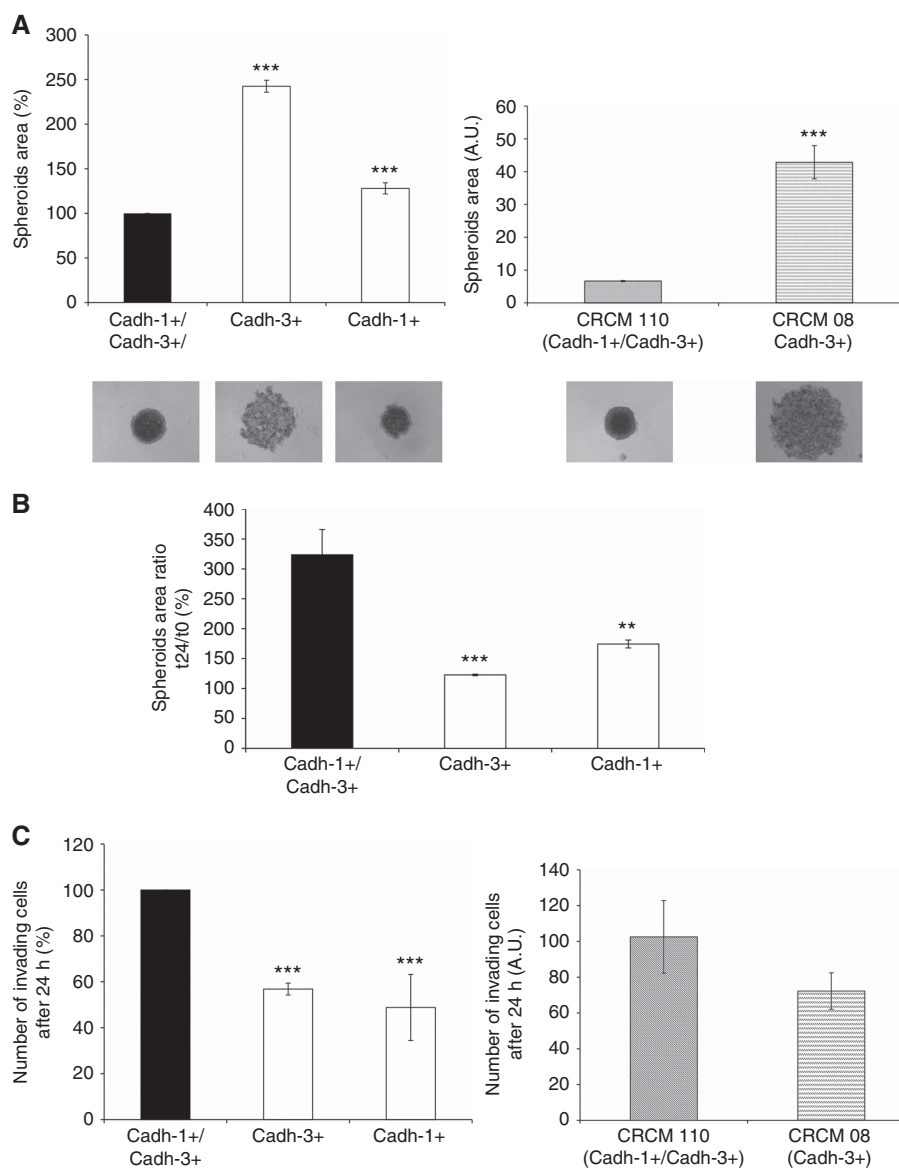 A
Spheroids area (%)
300
250
200
150
100
50
0
***
***
Cadh-1+/
Cadh-3+/
Cadh-3+
Cadh-1+
Spheroids area (A.U.)
60
50
40
30
20
10
0
***
CRCM 110
(Cadh-1+/Cadh-3+)
CRCM 08
Cadh-3+)
B
Spheroids area ratio
t24/t0 (%)
400
350
300
250
200
150
100
50
0
***
**
Cadh-1+/
Cadh-3+
Cadh-3+
Cadh-1+
C
Number of invading cells
after 24 h (%)
120
100
80
60
40
20
0
***
***
Cadh-1+/
Cadh-3+
Cadh-3+
Cadh-1+
Number of invading cells
after 24 h (A.U.)
140
120
100
80
60
40
20
0
CRCM 110
(Cadh-1+/Cadh-3+)
CRCM 08
(Cadh-3+)